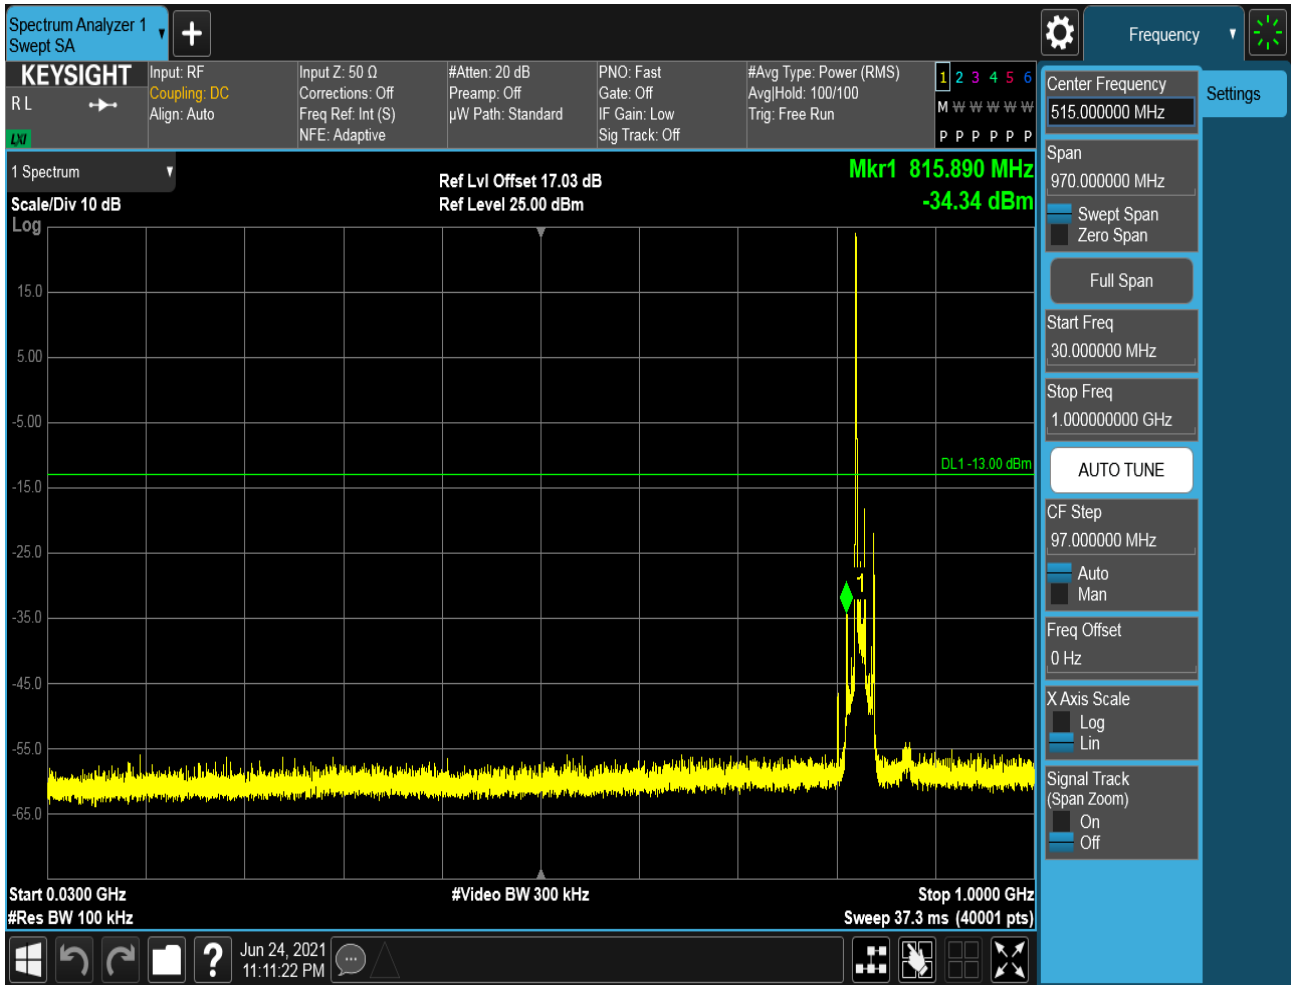 Spectrum Analyzer 1
Swept SA
Frequency
KEYSIGHT
R L
LXI
Input: RF
Coupling: DC
Align: Auto
Input Z: 50 Ω
Corrections: Off
Freq Ref: Int (S)
NFE: Adaptive
#Atten: 20 dB
Preamp: Off
µW Path: Standard
PNO: Fast
Gate: Off
IF Gain: Low
Sig Track: Off
#Avg Type: Power (RMS)
Avg|Hold: 100/100
Trig: Free Run
1 2 3 4 5 6
M W W W W W
P P P P P P
1 Spectrum
Scale/Div 10 dB
Log
Ref Lvl Offset 17.03 dB
Ref Level 25.00 dBm
Mkr1 815.890 MHz
-34.34 dBm
15.0
5.00
-5.00
-15.0
-25.0
-35.0
-45.0
-55.0
-65.0
DL1 -13.00 dBm
1
Start 0.0300 GHz
#Res BW 100 kHz
#Video BW 300 kHz
Stop 1.0000 GHz
Sweep 37.3 ms (40001 pts)
Jun 24, 2021
11:11:22 PM
Center Frequency
515.000000 MHz
Settings
Span
970.000000 MHz
Swept Span
Zero Span
Full Span
Start Freq
30.000000 MHz
Stop Freq
1.000000000 GHz
AUTO TUNE
CF Step
97.000000 MHz
Auto
Man
Freq Offset
0 Hz
X Axis Scale
Log
Lin
Signal Track
(Span Zoom)
On
Off